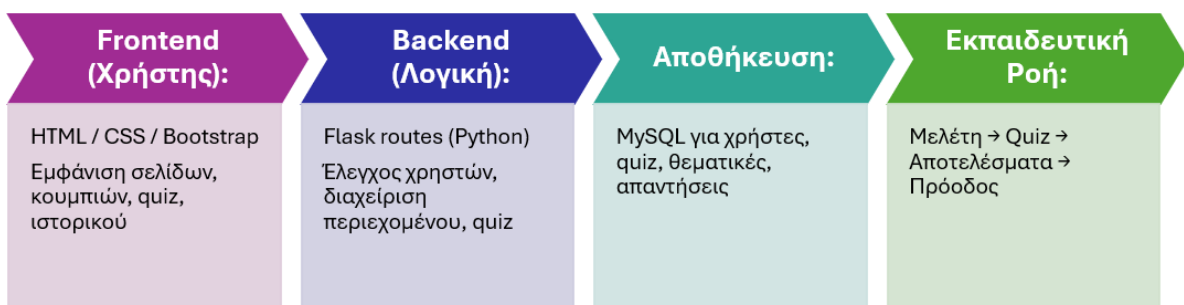 Frontend
(Χρήστης):
HTML / CSS / Bootstrap
Εμφάνιση σελίδων,
κουμπιών, quiz,
ιστορικού
Backend
(Λογική):
Flask routes (Python)
Έλεγχος χρηστών,
διαχείριση
περιεχομένου, quiz
Αποθήκευση:
MySQL για χρήστες,
quiz, θεματικές,
απαντήσεις
Εκπαιδευτική
Ροή:
Μελέτη → Quiz →
Αποτελέσματα →
Πρόοδος